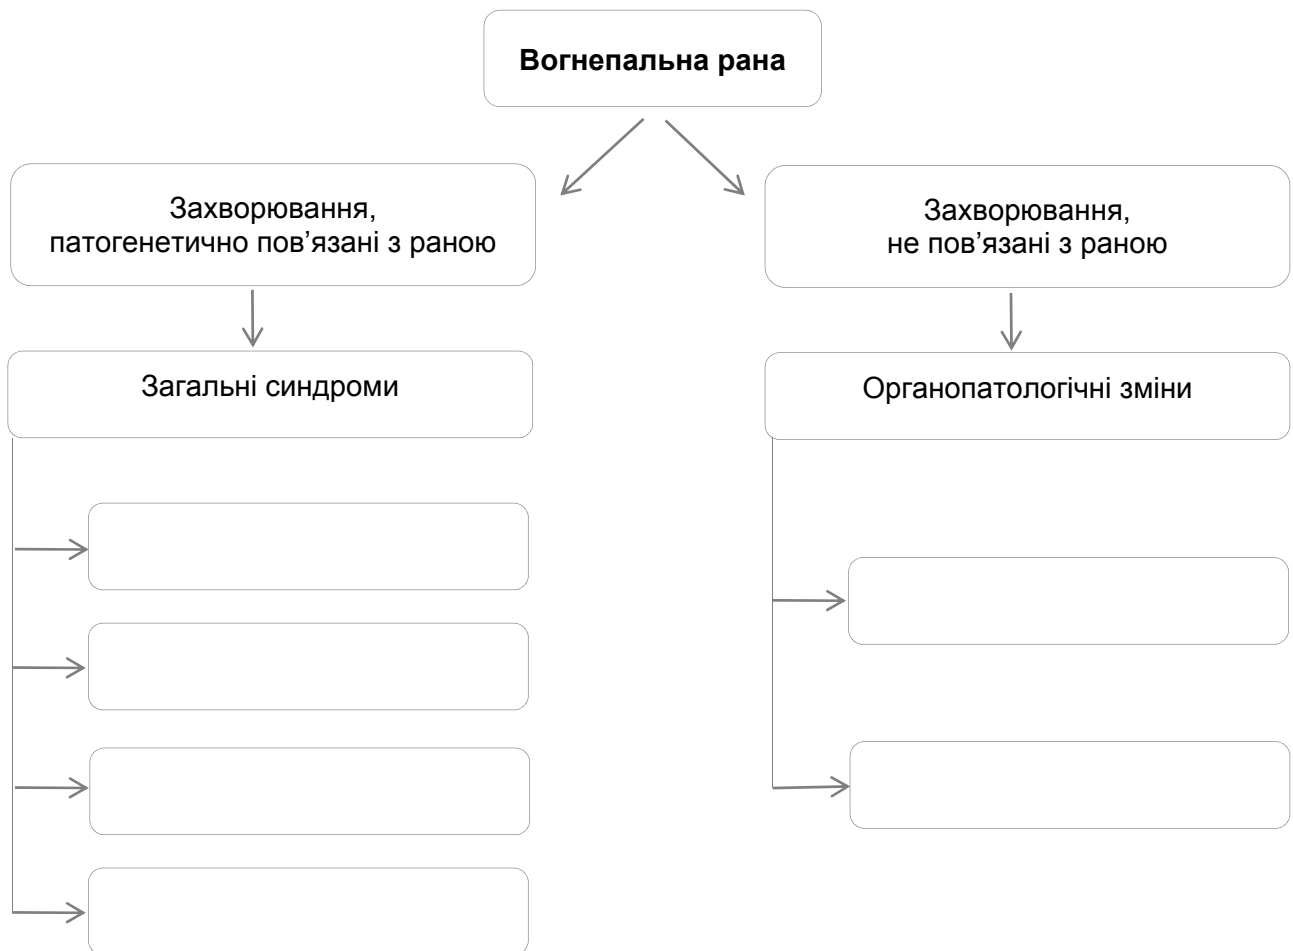 Вогнепальна рана
Захворювання,
патогенетично пов’язані з раною
Захворювання,
не пов’язані з раною
Загальні синдроми
Органопатологічні зміни